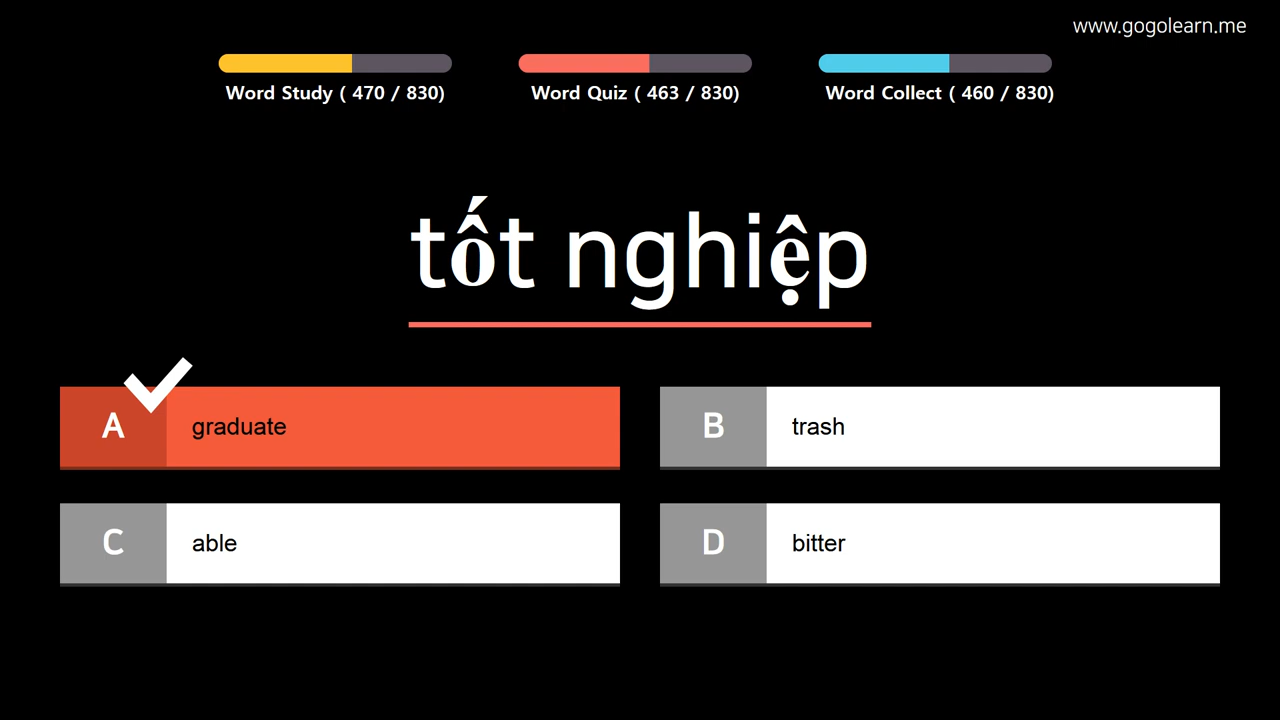 www.gogolearn.me
Word Study ( 470 / 830)
Word Quiz ( 463 / 830)
Word Collect ( 460 / 830)
tốt nghiệp
A graduate
B trash
C able
D bitter